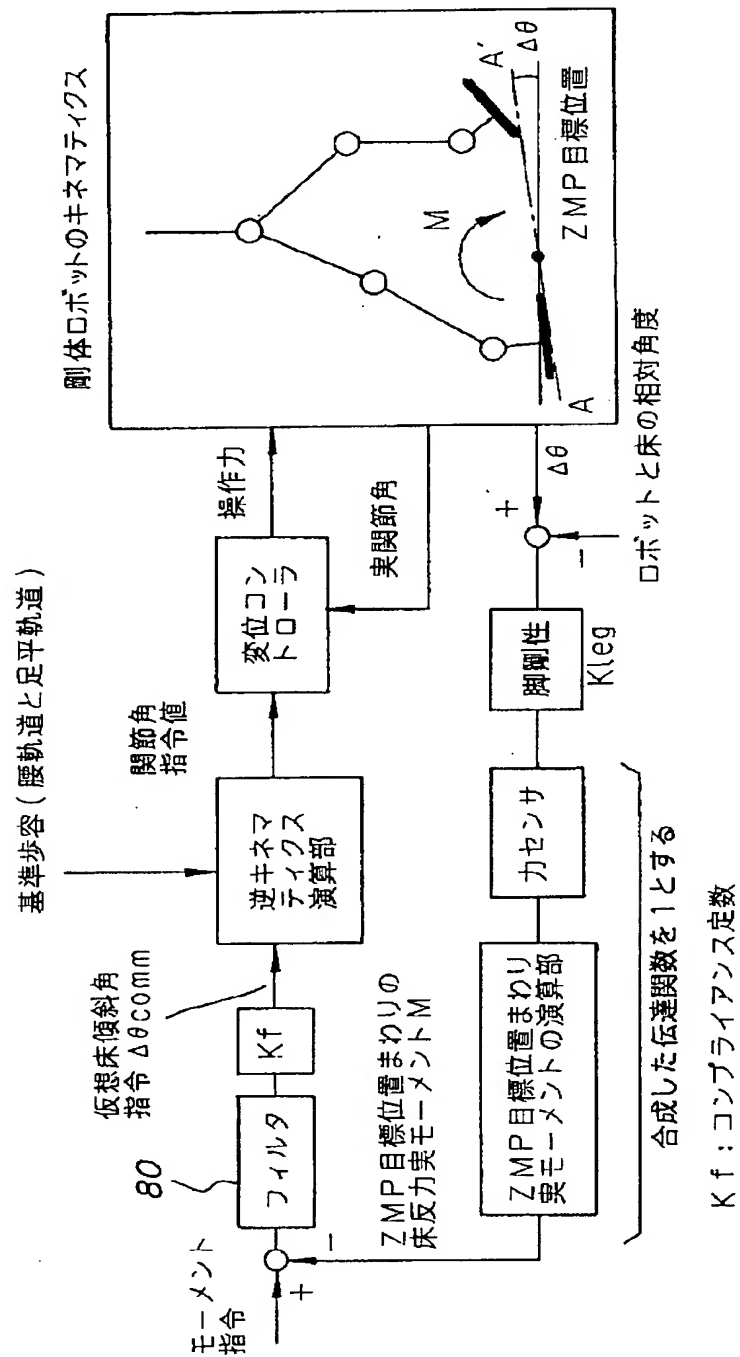 基準歩容(腰軌道と足平軌道)
剛体ロボットのキネマティクス
モーメント
指令
+
-
80
フィルタ
仮想床傾斜角
指令 Δθcomm
Kf
逆キネマ
ティクス
演算部
関節角
指令値
変位コン
トローラ
操作力
実関節角
M
A
A'
Δθ
ZMP目標位置
Δθ
+
-
ロボットと床の相対角度
脚剛性
Kleg
力センサ
ZMP目標位置まわり
実モーメントの演算部
ZMP目標位置まわりの
床反力実モーメントM
合成した伝達関数を1とする
Kf:コンプライアンス定数